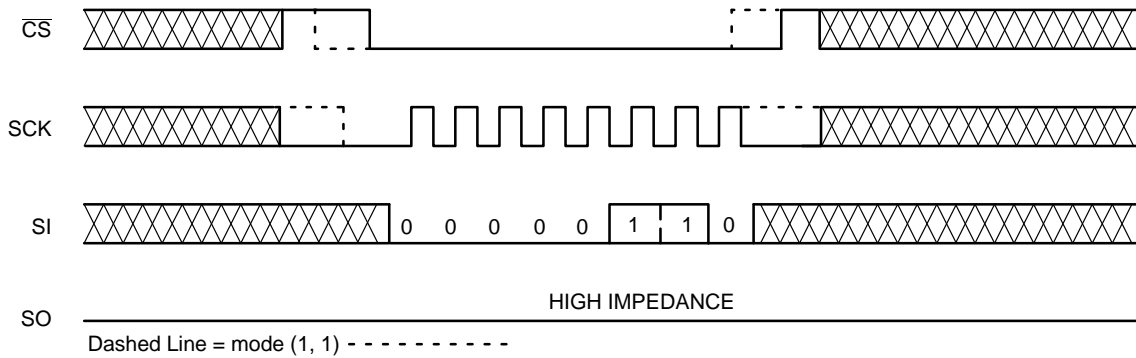 CS
SCK
SI 0 0 0 0 0 1 1 0
HIGH IMPEDANCE
SO
Dashed Line = mode (1, 1)